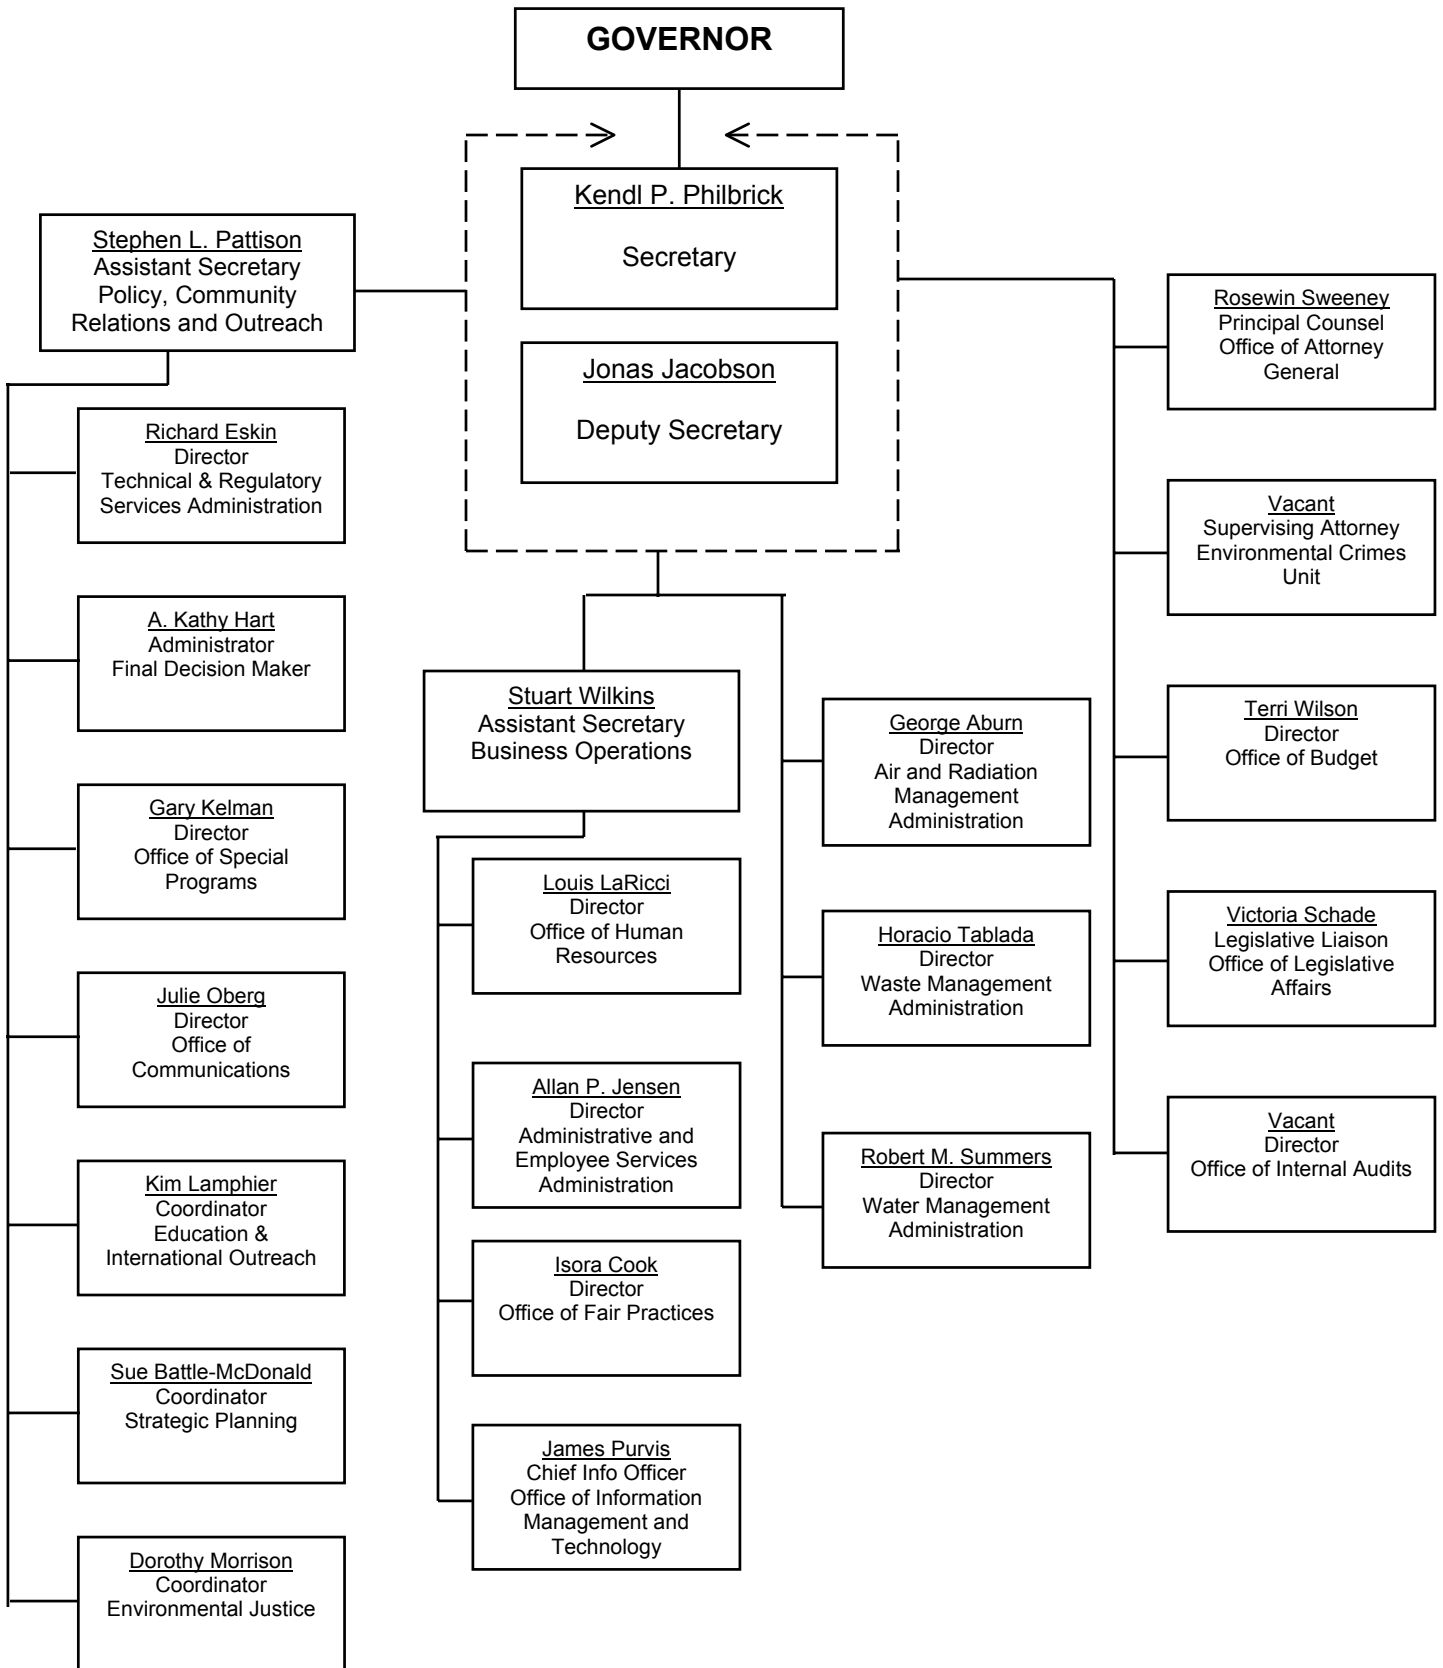 GOVERNOR
Kendl P. Philbrick
Secretary
Jonas Jacobson
Deputy Secretary
Stephen L. Pattison
Assistant Secretary
Policy, Community
Relations and Outreach
Richard Eskin
Director
Technical & Regulatory
Services Administration
A. Kathy Hart
Administrator
Final Decision Maker
Gary Kelman
Director
Office of Special
Programs
Julie Oberg
Director
Office of
Communications
Kim Lamphier
Coordinator
Education &
International Outreach
Sue Battle-McDonald
Coordinator
Strategic Planning
Dorothy Morrison
Coordinator
Environmental Justice
Stuart Wilkins
Assistant Secretary
Business Operations
Louis LaRicci
Director
Office of Human
Resources
Allan P. Jensen
Director
Administrative and
Employee Services
Administration
Isora Cook
Director
Office of Fair Practices
James Purvis
Chief Info Officer
Office of Information
Management and
Technology
George Aburn
Director
Air and Radiation
Management
Administration
Horacio Tablada
Director
Waste Management
Administration
Robert M. Summers
Director
Water Management
Administration
Rosewin Sweeney
Principal Counsel
Office of Attorney
General
Vacant
Supervising Attorney
Environmental Crimes
Unit
Terri Wilson
Director
Office of Budget
Victoria Schade
Legislative Liaison
Office of Legislative
Affairs
Vacant
Director
Office of Internal Audits